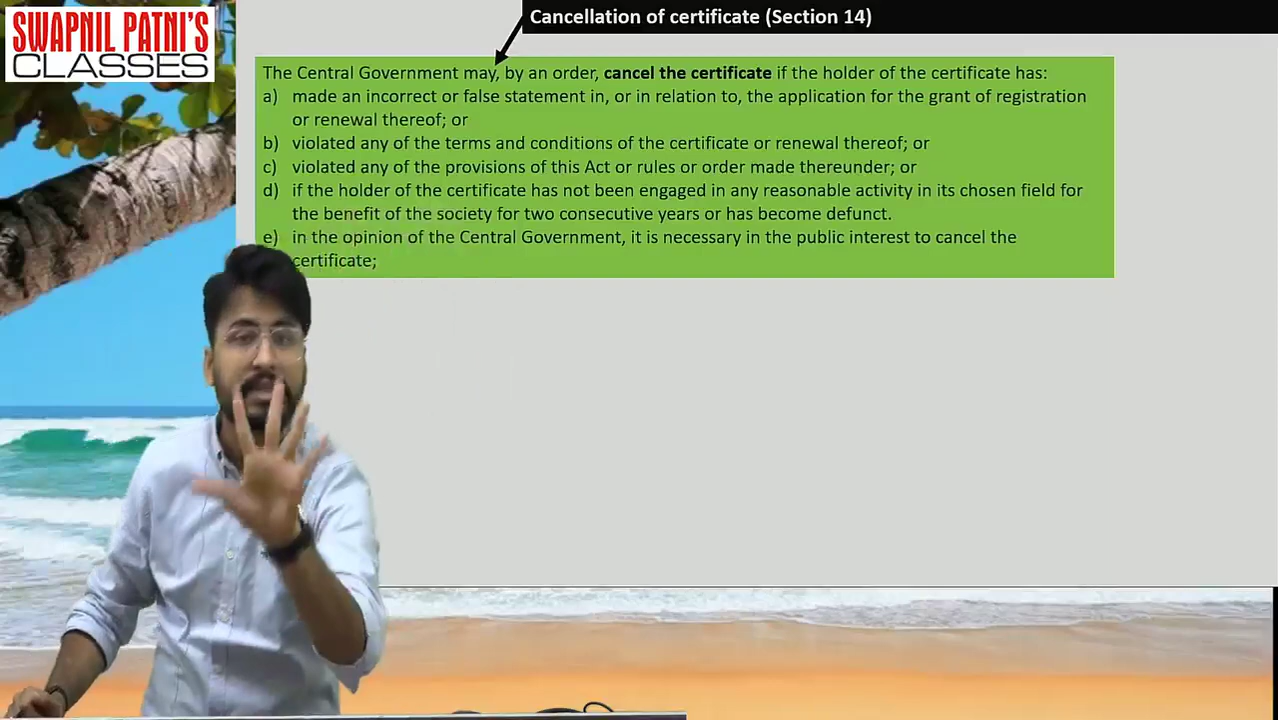 SWAPNIL PATNI'S
CLASSES
Cancellation of certificate (Section 14)
The Central Government may, by an order, cancel the certificate if the holder of the certificate has:
a) made an incorrect or false statement in, or in relation to, the application for the grant of registration
or renewal thereof; or
b) violated any of the terms and conditions of the certificate or renewal thereof; or
c) violated any of the provisions of this Act or rules or order made thereunder; or
d) if the holder of the certificate has not been engaged in any reasonable activity in its chosen field for
the benefit of the society for two consecutive years or has become defunct.
e) in the opinion of the Central Government, it is necessary in the public interest to cancel the
certificate;